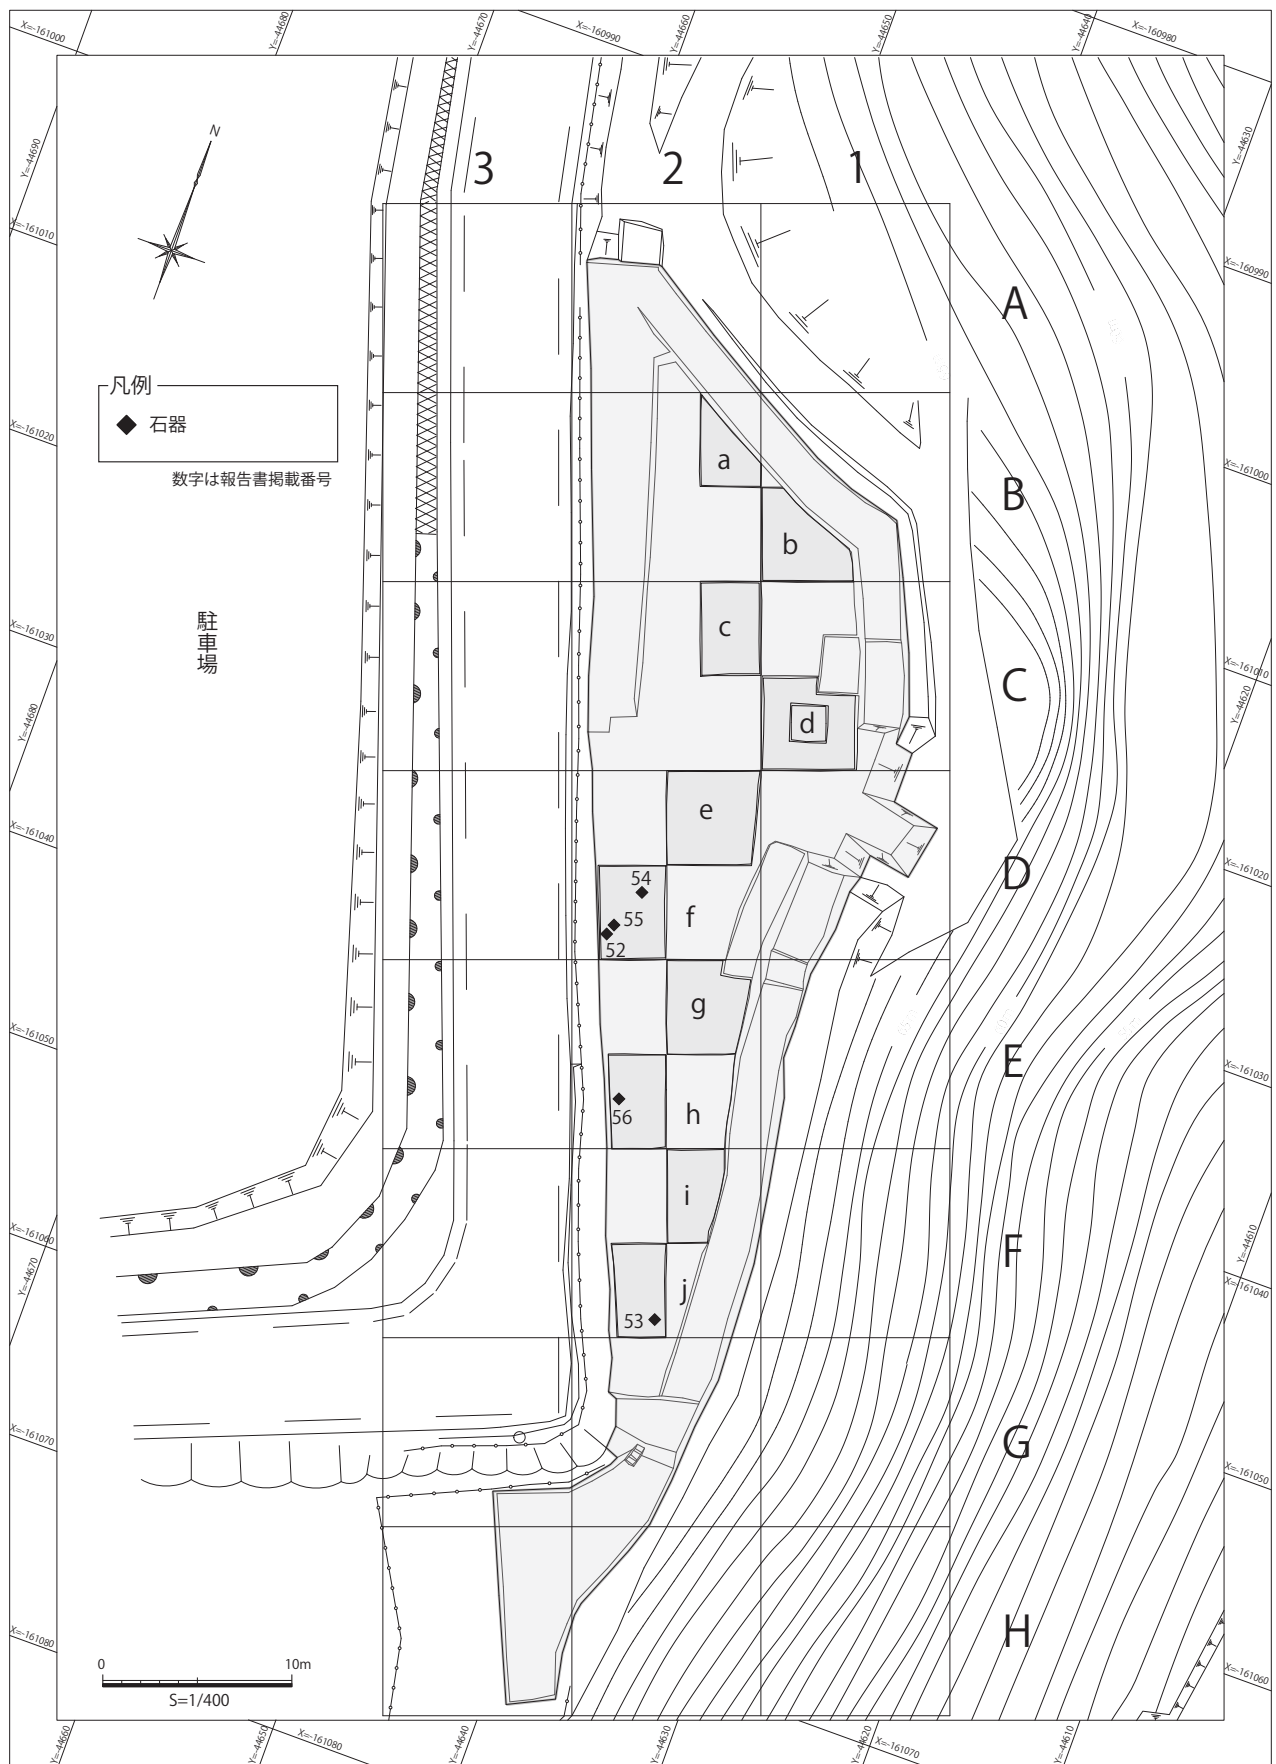 X=-161000
Y=-44680
Y=-44670
X=-160990
Y=-44660
Y=-44650
Y=-44640
X=-160980
Y=-44690
Y=-44630
N
3
2
1
X=-161010
X=-160990
A
凡例
石器
数字は報告書掲載番号
X=-161020
X=-161000
a
B
b
駐車場
X=-161030
c
C
X=-161010
Y=-44620
Y=-44680
d
e
X=-161040
D
X=-161020
54
55
52
f
g
X=-161050
E
X=-161030
56
h
i
X=-161060
F
Y=-44610
Y=-44670
j
53
X=-161040
X=-161070
G
X=-161050
X=-161080
H
0
10m
S=1/400
X=-161060
Y=-44660
Y=-44650
X=-161080
Y=-44640
Y=-44630
X=-161070
Y=-44620
Y=-44610